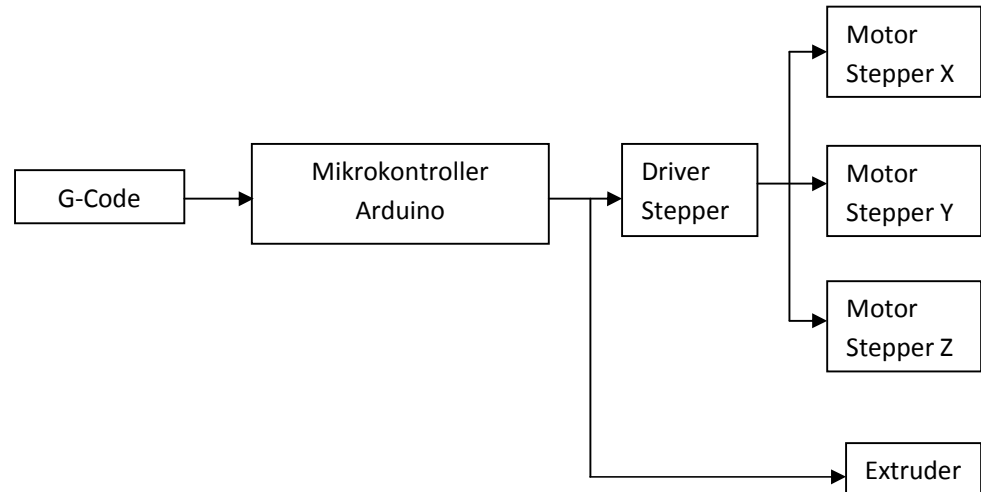 G-Code
Mikrokontroller
Arduino
Driver
Stepper
Motor
Stepper X
Motor
Stepper Y
Motor
Stepper Z
Extruder